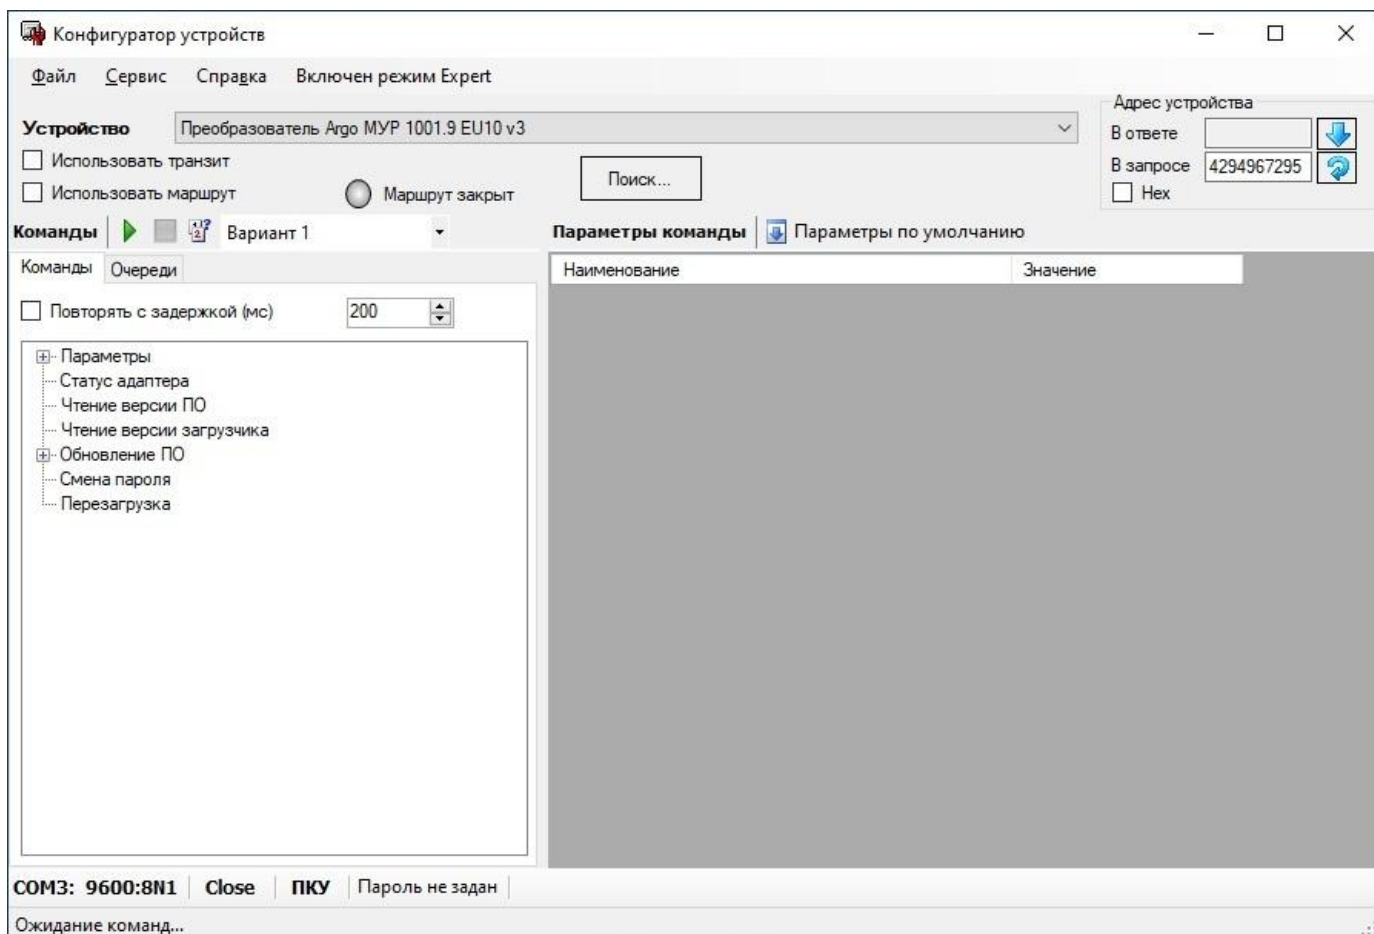 Конфигуратор устройств
Файл Сервис Справка Включен режим Expert
Адрес устройства
Устройство Преобразователь Argo МУР 1001.9 EU10 v3
В ответе
Использовать транзит
Поиск...
В запросе 4294967295
Использовать маршрут Маршрут закрыт
Hex
Команды Вариант 1
Параметры команды Параметры по умолчанию
Команды Очереди
Наименование Значение
Повторять с задержкой (мс) 200
Параметры
Статус адаптера
Чтение версии ПО
Чтение версии загрузчика
Обновление ПО
Смена пароля
Перезагрузка
COM3: 9600:8N1 Close ПКУ Пароль не задан
Ожидание команд...